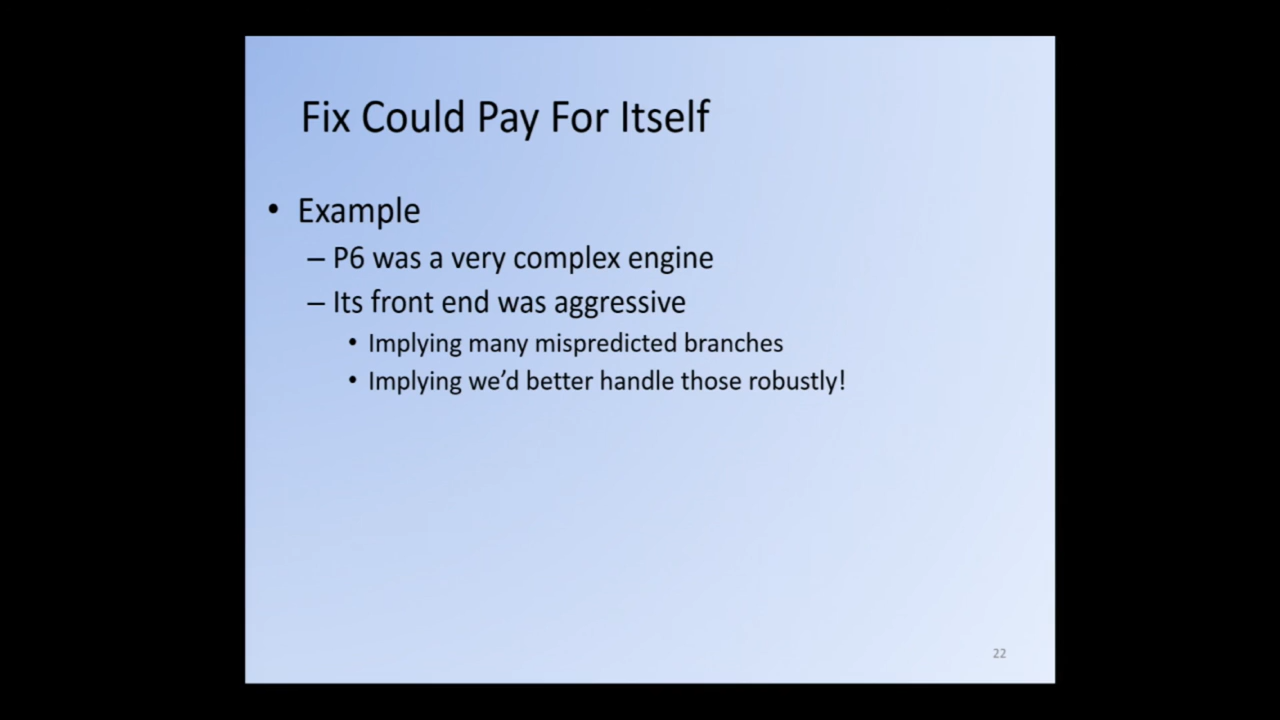 Fix Could Pay For Itself
• Example
– P6 was a very complex engine
– Its front end was aggressive
• Implying many mispredicted branches
• Implying we’d better handle those robustly!
22